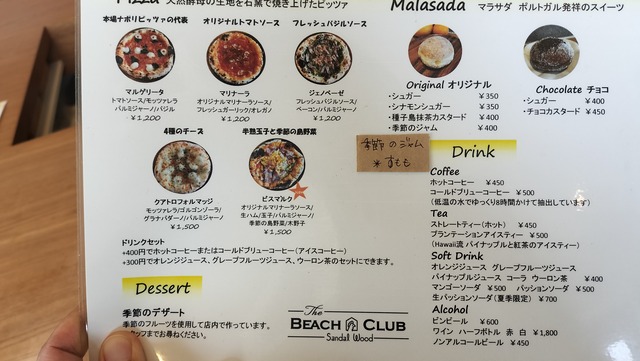 Pizza 天然酵母の生地を石窯で焼き上げたピッツァ
本場ナポリピッツァの代表
オリジナルトマトソース
フレッシュバジルソース
マルゲリータ
トマトソース/モッツァレラ
パルミジャーノ/バジル
¥1,200
マリナーラ
オリジナルマリナーラソース/
フレッシュガーリック/オレガノ
¥1,200
ジェノベーゼ
フレッシュバジルソース/
ベーコン/パルミジャーノ
¥1,200
4種のチーズ
半熟玉子と季節の島野菜
クアトロフォルマッジ
モッツァレラ/ゴルゴンゾーラ/
グラナパダーノ/パルミジャーノ
¥1,500
ビスマルク
オリジナルマリナーラソース/
生ハム/玉子/パルミジャーノ/
季節の島野菜/木野子
¥1,500
ドリンクセット
+400円でホットコーヒーまたはコールドブリューコーヒー(アイスコーヒー)
+300円でオレンジジュース、グレープフルーツジュース、ウーロン茶のセットにできます。
Dessert
季節のデザート
季節のフルーツを使用して店内で作っています。
タッフまでお尋ねください。
The
BEACH CLUB
Sandal Wood
Malasada マラサダ ポルトガル発祥のスイーツ
Original オリジナル
・シュガー ¥350
・シナモンシュガー ¥350
・種子島抹茶カスタード ¥400
・季節のジャム ¥400
Chocolate チョコ
・シュガー ¥400
・チョコカスタード ¥450
季節のジャム
*すもも
Drink
Coffee
ホットコーヒー ¥450
コールドブリューコーヒー ¥500
(低温の水でゆっくり8時間かけて抽出しています)
Tea
ストレートティー(ホット) ¥450
プランテーションアイスティー ¥500
(Hawaii流 パイナップルと紅茶のアイスティー)
Soft Drink
オレンジジュース グレープフルーツジュース
パイナップルジュース コーラ ウーロン茶 ¥400
マンゴーソーダ ¥500 パッションソーダ ¥500
生パッションソーダ(夏季限定) ¥700
Alcohol
ビンビール ¥600
ワイン ハーフボトル 赤 白 ¥1,800
ノンアルコールビール ¥450